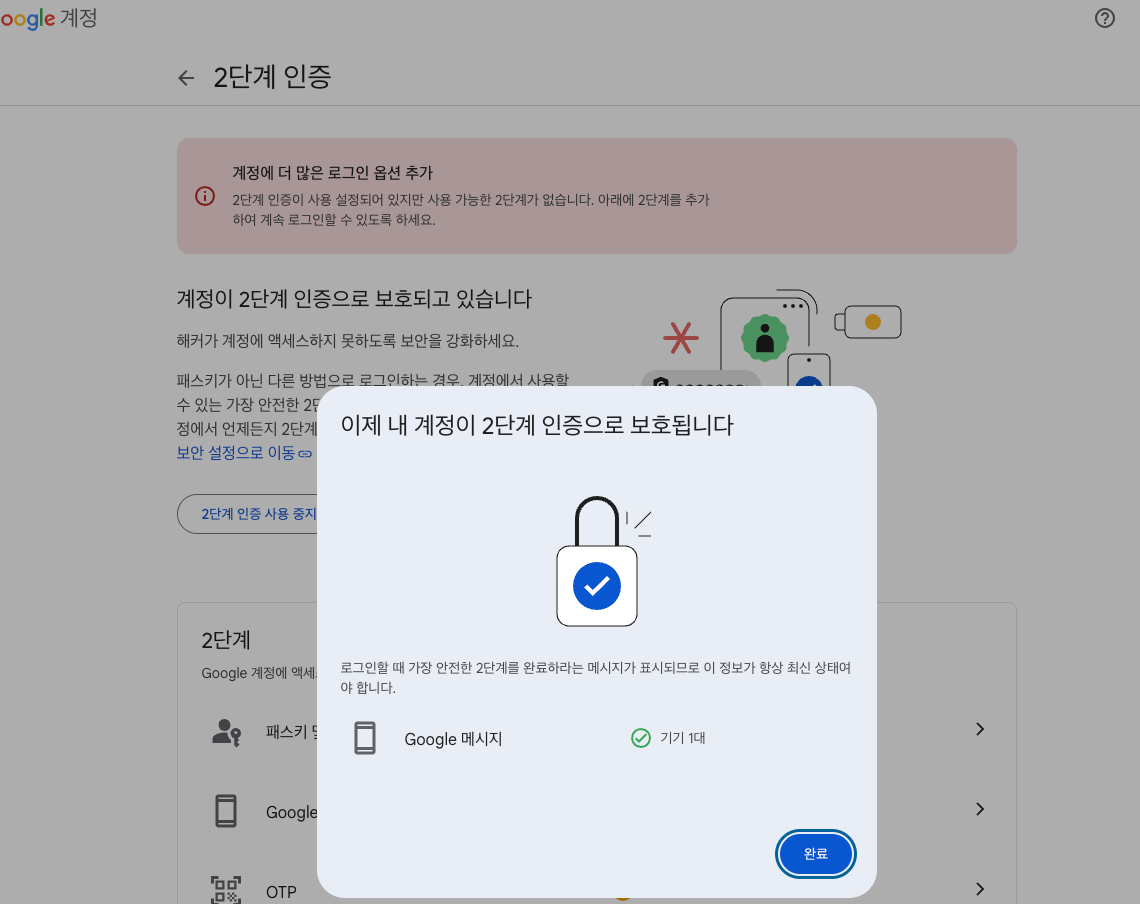 oogle 계정
2단계 인증
계정에 더 많은 로그인 옵션 추가
2단계 인증이 사용 설정되어 있지만 사용 가능한 2단계가 없습니다. 아래에 2단계를 추가
하여 계속 로그인할 수 있도록 하세요.
계정이 2단계 인증으로 보호되고 있습니다
해커가 계정에 액세스하지 못하도록 보안을 강화하세요.
패스키가 아닌 다른 방법으로 로그인하는 경우, 계정에서 사용할
수 있는 가장 안전한 2단
정에서 언제든지 2단계
보안 설정으로 이동
2단계 인증 사용 중지
이제 내 계정이 2단계 인증으로 보호됩니다
로그인할 때 가장 안전한 2단계를 완료하라는 메시지가 표시되므로 이 정보가 항상 최신 상태여
야 합니다.
Google 메시지
기기 1대
완료
2단계
Google 계정에 액세
패스키 및
Google
OTP